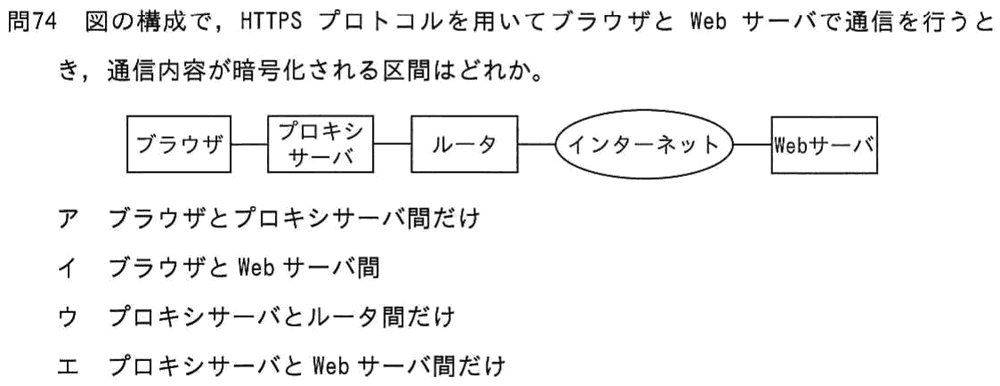 問74 図の構成で，HTTPS プロトコルを用いてブラウザと Web サーバで通信を行うと
き，通信内容が暗号化される区間はどれか。
ブラウザ
プロキシ
サーバ
ルータ
インターネット
Webサーバ
ア ブラウザとプロキシサーバ間だけ
イ ブラウザと Web サーバ間
ウ プロキシサーバとルータ間だけ
エ プロキシサーバと Web サーバ間だけ